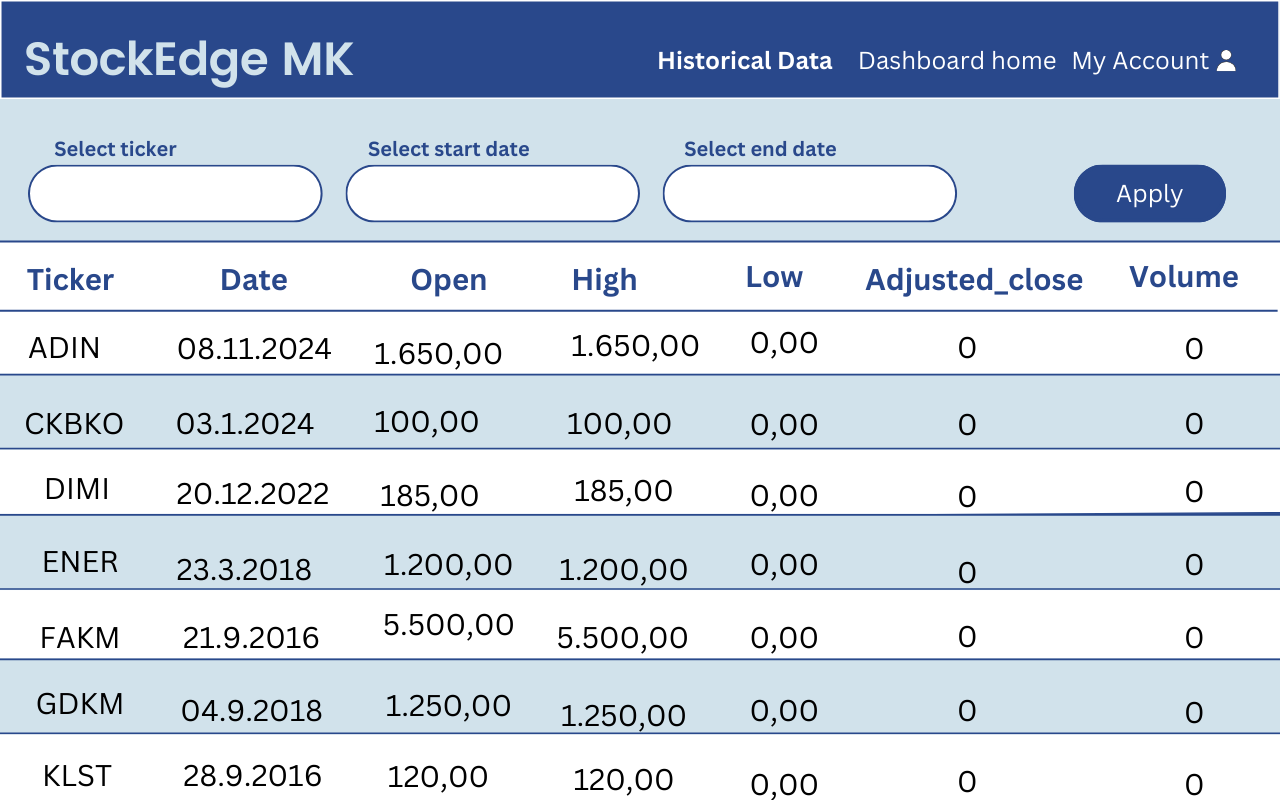 StockEdge MK
Historical Data Dashboard home My Account
Select ticker Select start date Select end date
Apply
Ticker Date Open High Low Adjusted_close Volume
ADIN 08.11.2024 1.650,00 1.650,00 0,00 0 0
CKBKO 03.1.2024 100,00 100,00 0,00 0 0
DIMI 20.12.2022 185,00 185,00 0,00 0 0
ENER 23.3.2018 1.200,00 1.200,00 0,00 0 0
FAKM 21.9.2016 5.500,00 5.500,00 0,00 0 0
GDKM 04.9.2018 1.250,00 1.250,00 0,00 0 0
KLST 28.9.2016 120,00 120,00 0,00 0 0